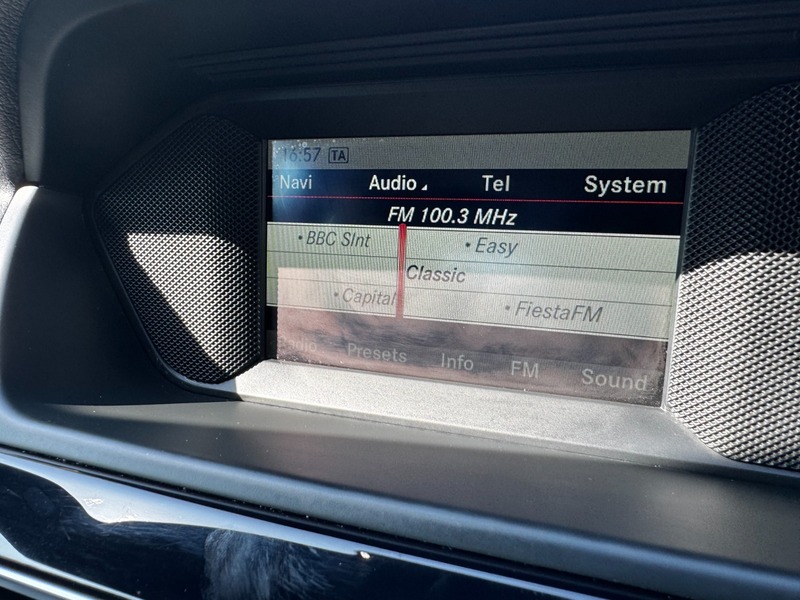 16:57 TA
Navi Audio Tel System
FM 100.3 MHz
• BBC Slnt • Easy
Classic
• Capital • FiestaFM
Radio Presets Info FM Sound